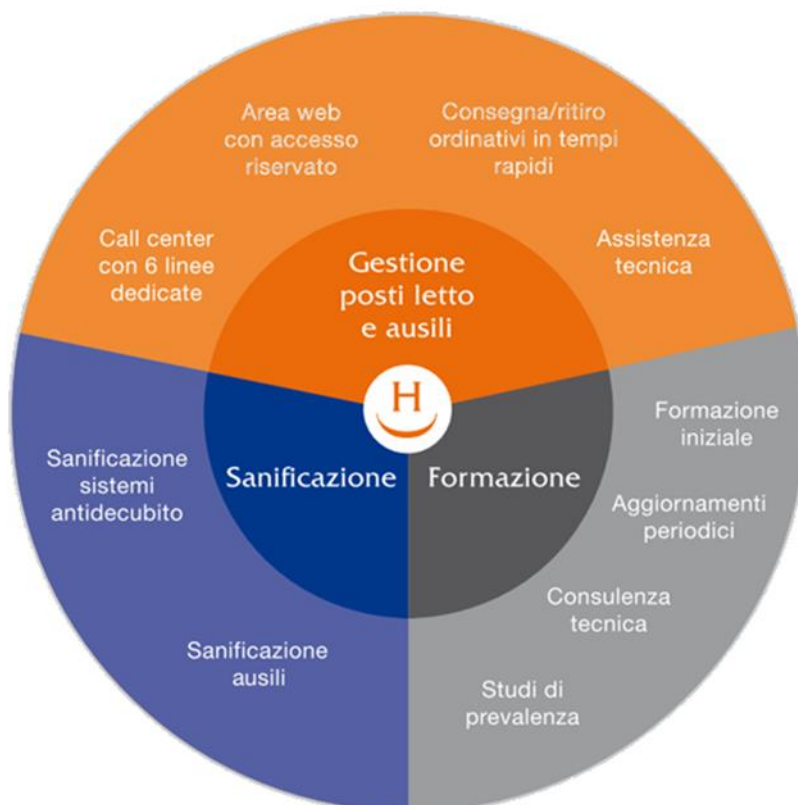 Area web
con accesso
riservato
Consegna/ritiro
ordinativi in tempi
rapidi
Call center
con 6 linee
dedicate
Assistenza
tecnica
Gestione
posti letto
e ausili
H
Sanificazione
Formazione
Sanificazione
sistemi
antidecubito
Sanificazione
ausili
Formazione
iniziale
Aggiornamenti
periodici
Consulenza
tecnica
Studi di
prevalenza